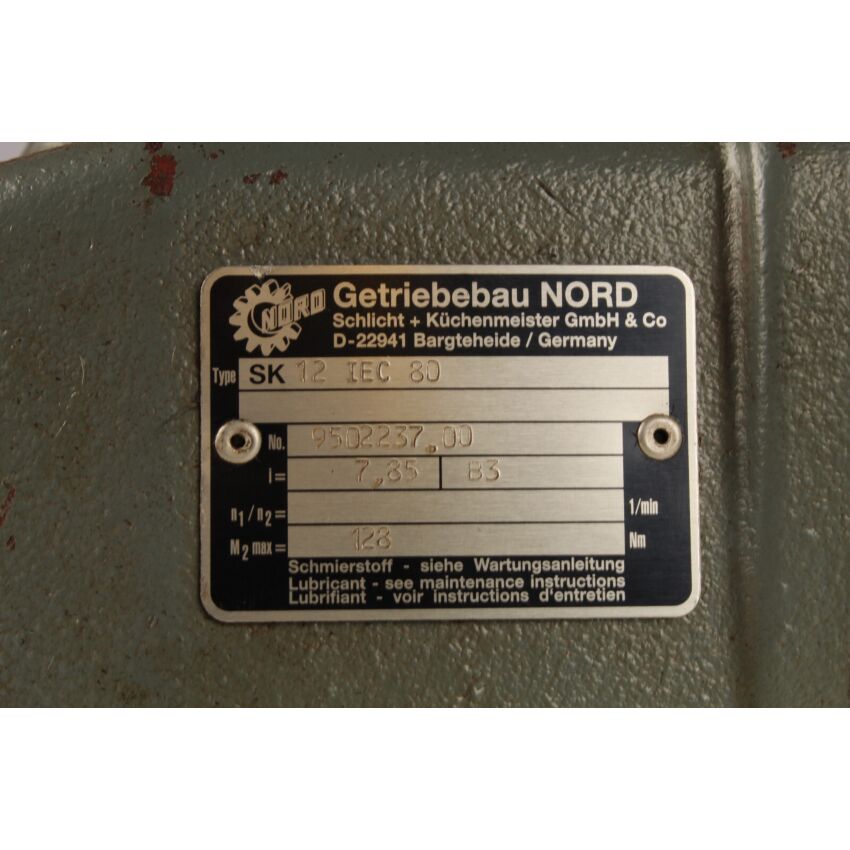 NORD
Getriebebau NORD
Schlicht + Küchenmeister GmbH & Co
D-22941 Bargteheide / Germany
Type SK 12 IEC 80
No. 9502237,00
i= 7,85 B3
n1/n2= 1/min
M2 max= 128 Nm
Schmierstoff - siehe Wartungsanleitung
Lubricant - see maintenance instructions
Lubrifiant - voir instructions d'entretien